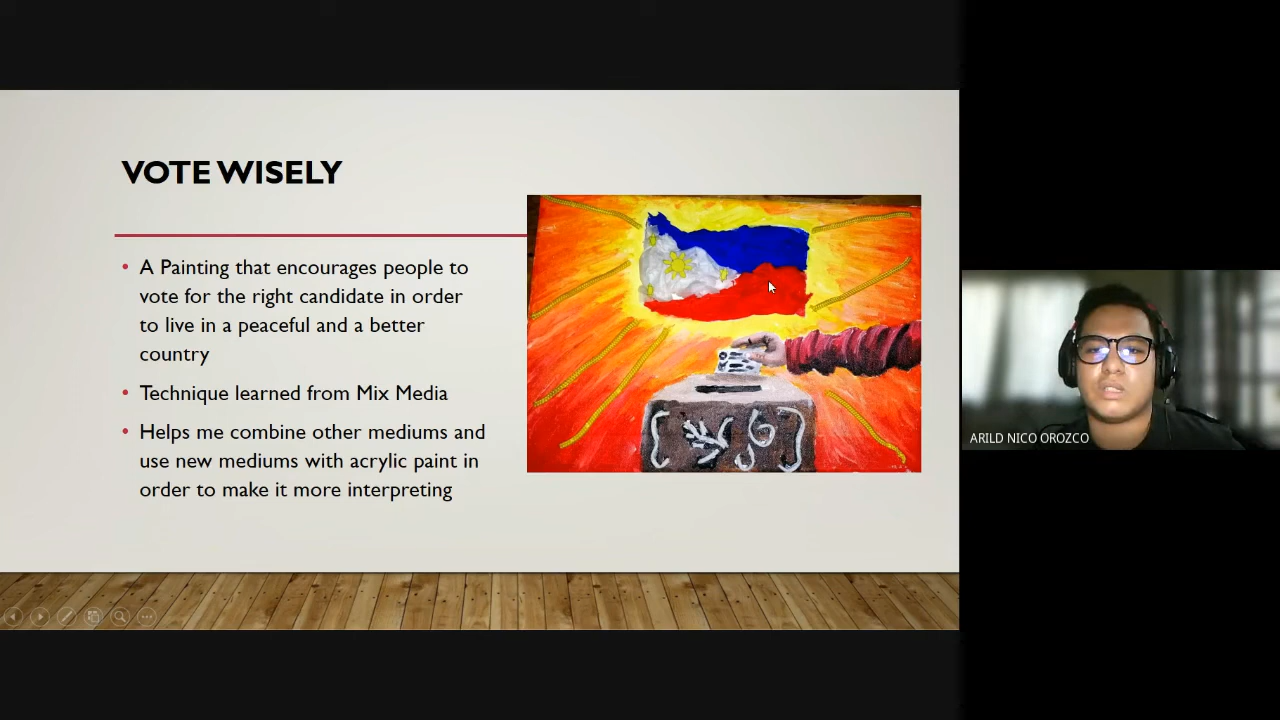 VOTE WISELY
• A Painting that encourages people to
vote for the right candidate in order
to live in a peaceful and a better
country
• Technique learned from Mix Media
• Helps me combine other mediums and
use new mediums with acrylic paint in
order to make it more interpreting
ARILD NICO OROZCO